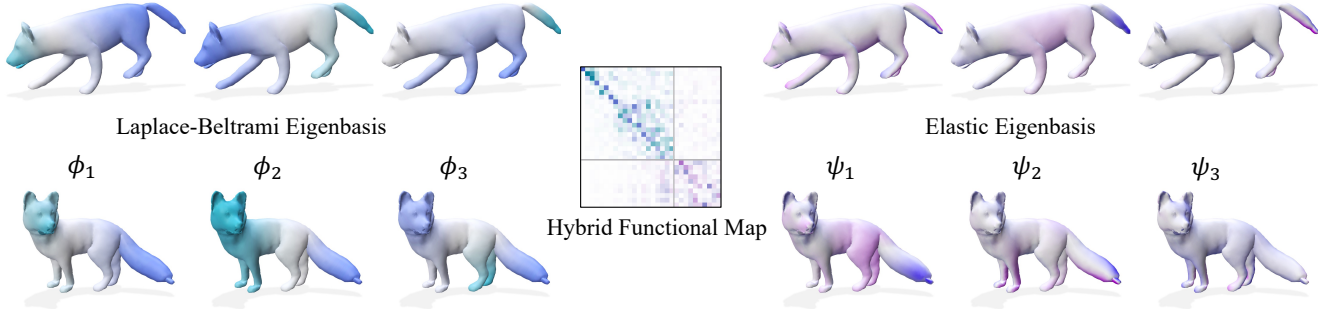 Laplace-Beltrami Eigenbasis
Elastic Eigenbasis
ϕ₁ ϕ₂ ϕ₃
ψ₁ ψ₂ ψ₃
Hybrid Functional Map